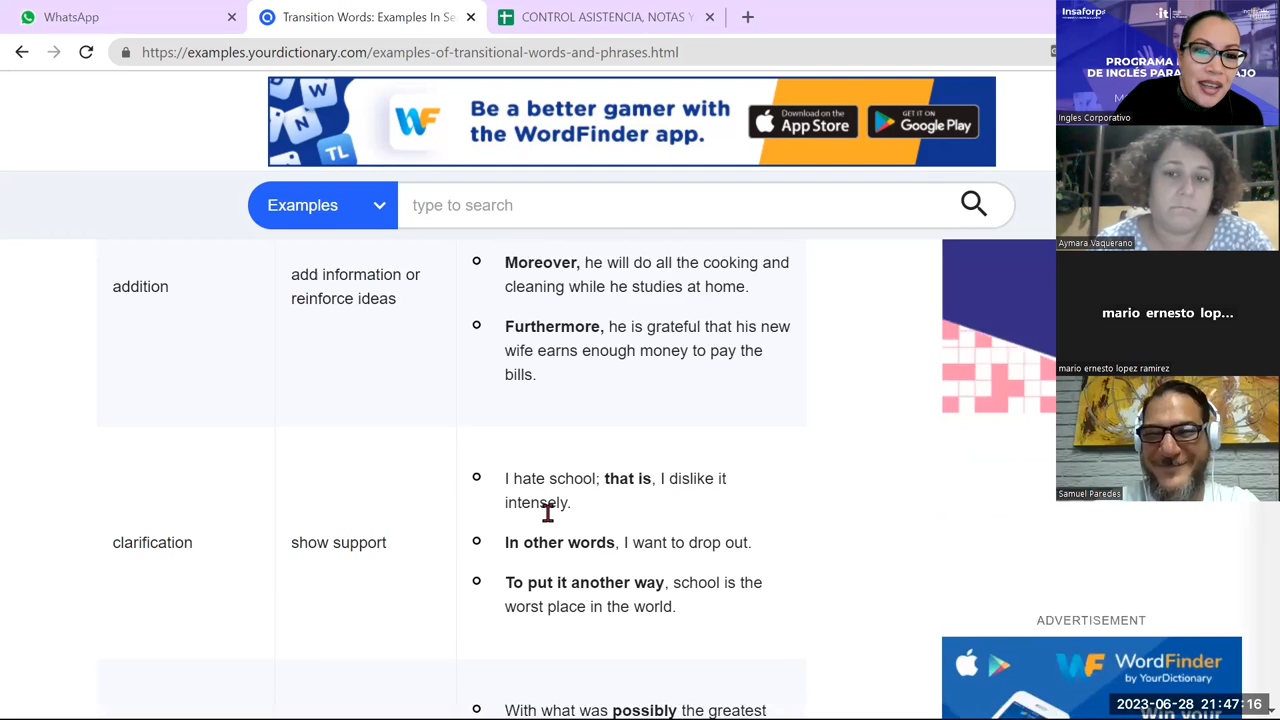 WhatsApp
Transition Words: Examples In Se
CONTROL ASISTENCIA, NOTAS Y
https://examples.yourdictionary.com/examples-of-transitional-words-and-phrases.html
Be a better gamer with
the WordFinder app.
Download on the
App Store
GET IT ON
Google Play
Examples
type to search
addition
add information or
reinforce ideas
Moreover, he will do all the cooking and
cleaning while he studies at home.
Furthermore, he is grateful that his new
wife earns enough money to pay the
bills.
clarification
show support
I hate school; that is, I dislike it
intensely.
In other words, I want to drop out.
To put it another way, school is the
worst place in the world.
With what was possibly the greatest
ADVERTISEMENT
WF WordFinder
by YourDictionary
Insaforp
PROGRAMA
DE INGLÉS PARA
Ingles Corporativo
Aymara Vaquerano
mario ernesto lop...
mario ernesto lopez ramirez
Samuel Paredes
2023-06-28 21:47:16